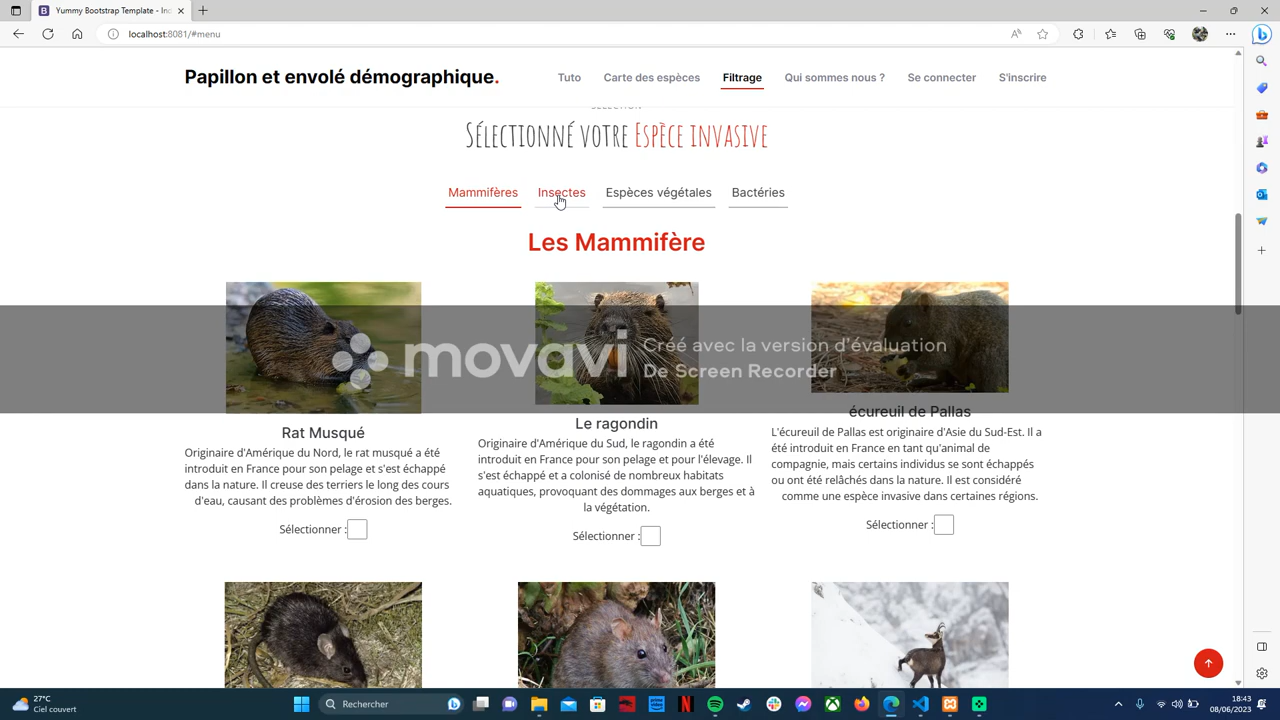 Yummy Bootstrap Template - Ind
localhost:8081/#menu
Papillon et envolé démographique.
Tuto
Carte des espèces
Filtrage
Qui sommes nous ?
Se connecter
S'inscrire
Sélectionné votre Espèce invasive
Mammifères
Insectes
Espèces végétales
Bactéries
Les Mammifère
movavi
Créé avec la version d'évaluation
De Screen Recorder
Rat Musqué
Originaire d'Amérique du Nord, le rat musqué a été
introduit en France pour son pelage et s'est échappé
dans la nature. Il creuse des terriers le long des cours
d'eau, causant des problèmes d'érosion des berges.
Sélectionner :
Le ragondin
Originaire d'Amérique du Sud, le ragondin a été
introduit en France pour son pelage et pour l'élevage. Il
s'est échappé et a colonisé de nombreux habitats
aquatiques, provoquant des dommages aux berges et à
la végétation.
Sélectionner :
écureuil de Pallas
L'écureuil de Pallas est originaire d'Asie du Sud-Est. Il a
été introduit en France en tant qu'animal de
compagnie, mais certains individus se sont échappés
ou ont été relâchés dans la nature. Il est considéré
comme une espèce invasive dans certaines régions.
Sélectionner :
27°C
Ciel couvert
Rechercher
18:43
08/06/2023